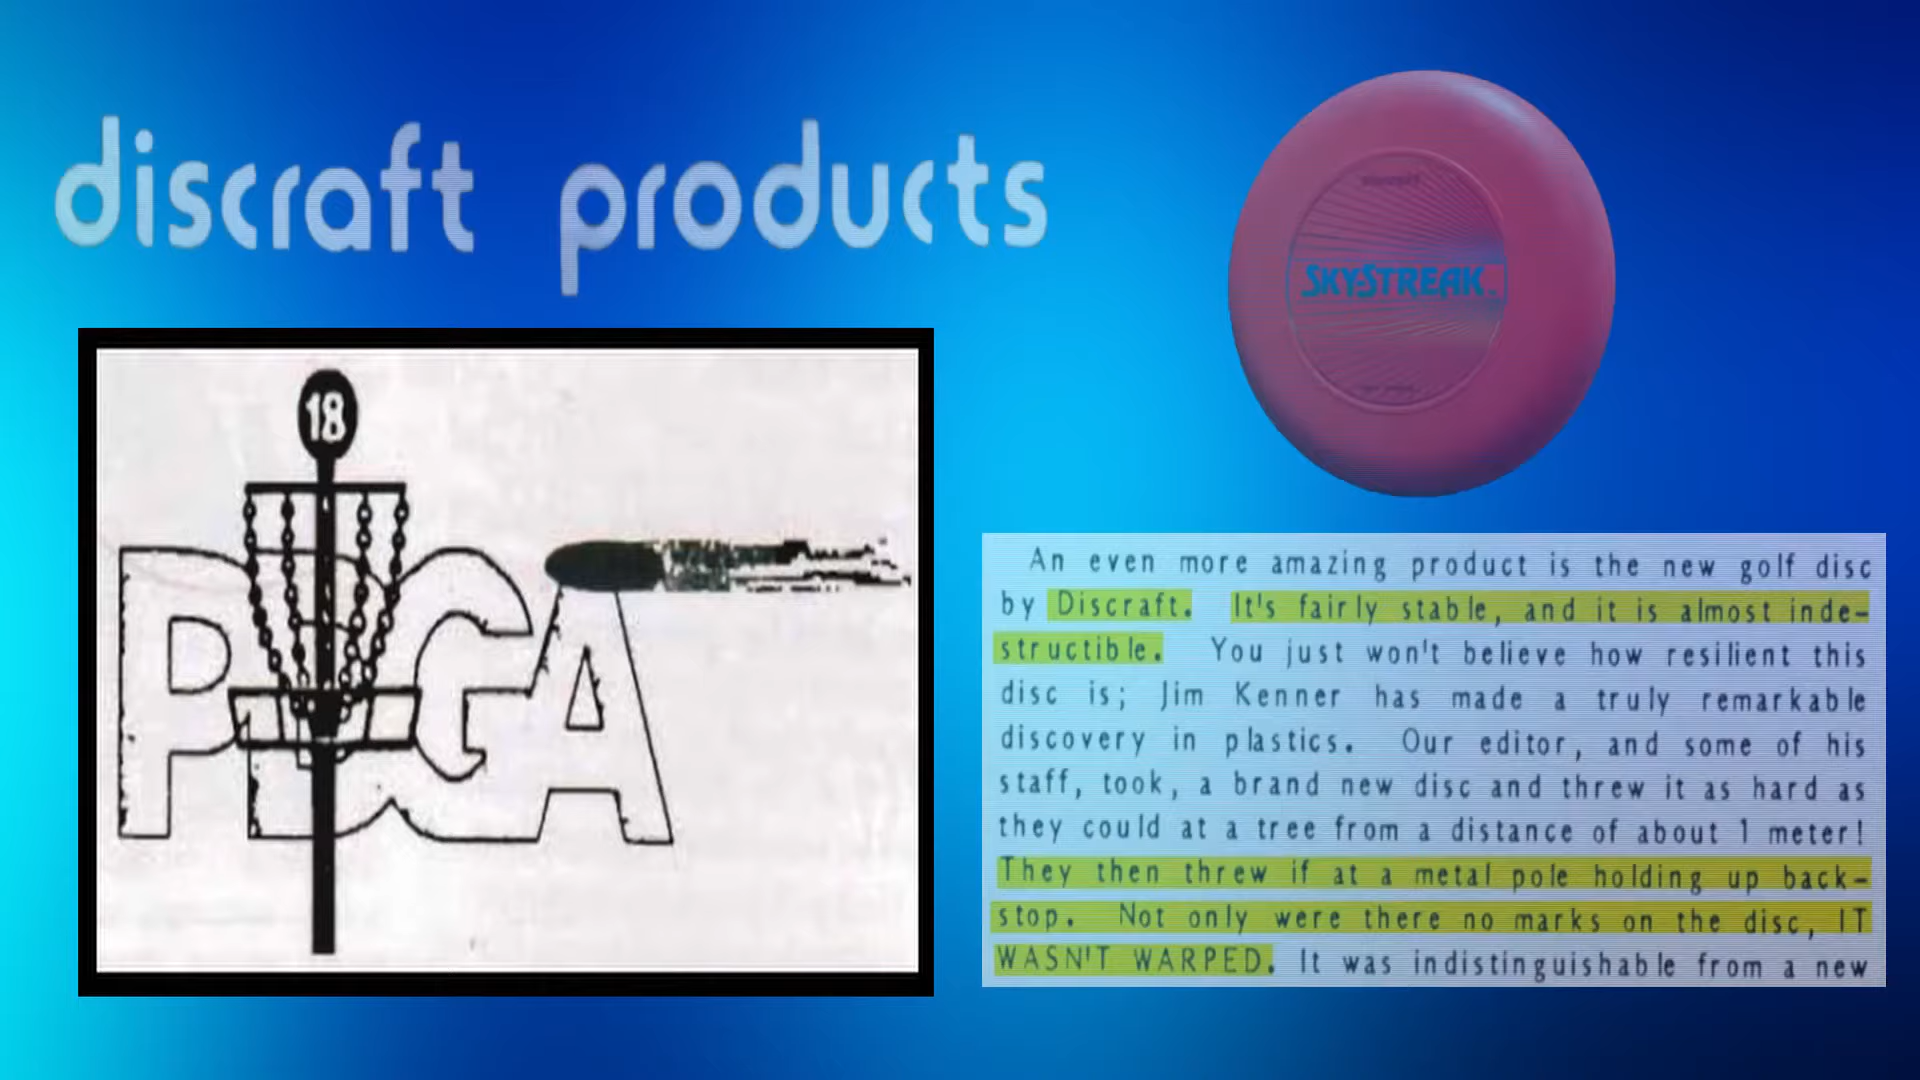 discraft products
SKYSTREAK
18
PDGA
An even more amazing product is the new golf disc
by Discraft. It's fairly stable, and it is almost inde-
structible. You just won't believe how resilient this
disc is; Jim Kenner has made a truly remarkable
discovery in plastics. Our editor, and some of his
staff, took, a brand new disc and threw it as hard as
they could at a tree from a distance of about 1 meter!
They then threw if at a metal pole holding up back-
stop. Not only were there no marks on the disc, IT
WASN'T WARPED. It was indistinguishable from a new